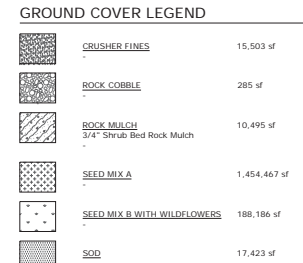 GROUND COVER LEGEND
CRUSHER FINES 15,503 sf
-
ROCK COBBLE 285 sf
-
ROCK MULCH 10,495 sf
3/4" Shrub Bed Rock Mulch
-
SEED MIX A 1,454,467 sf
-
SEED MIX B WITH WILDFLOWERS 188,186 sf
-
SOD 17,423 sf